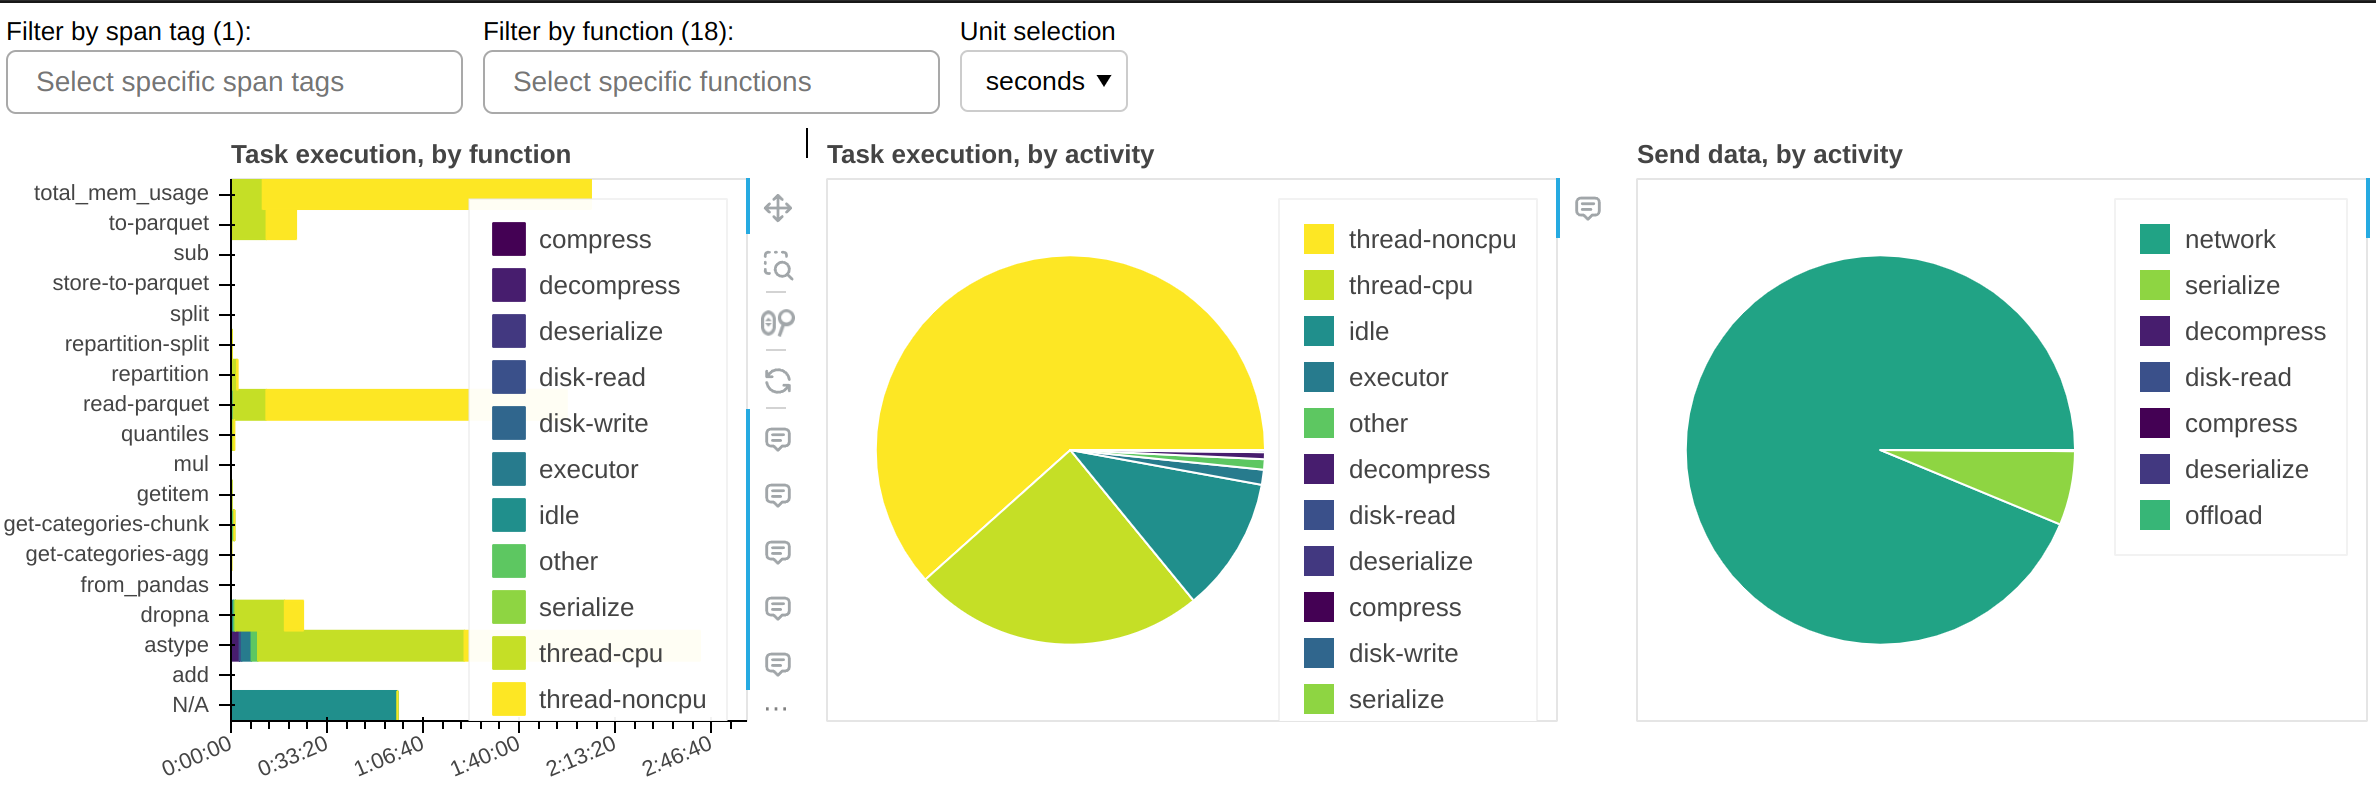 Filter by span tag (1):
Filter by function (18):
Unit selection
Select specific span tags
Select specific functions
seconds
Task execution, by function
total_mem_usage
to-parquet
sub
store-to-parquet
split
repartition-split
repartition
read-parquet
quantiles
mul
getitem
get-categories-chunk
get-categories-agg
from_pandas
dropna
astype
add
N/A
0:00:00
0:33:20
1:06:40
1:40:00
2:13:20
2:46:40
compress
decompress
deserialize
disk-read
disk-write
executor
idle
other
serialize
thread-cpu
thread-noncpu
Task execution, by activity
thread-noncpu
thread-cpu
idle
executor
other
decompress
disk-read
deserialize
compress
disk-write
serialize
Send data, by activity
network
serialize
decompress
disk-read
compress
deserialize
offload